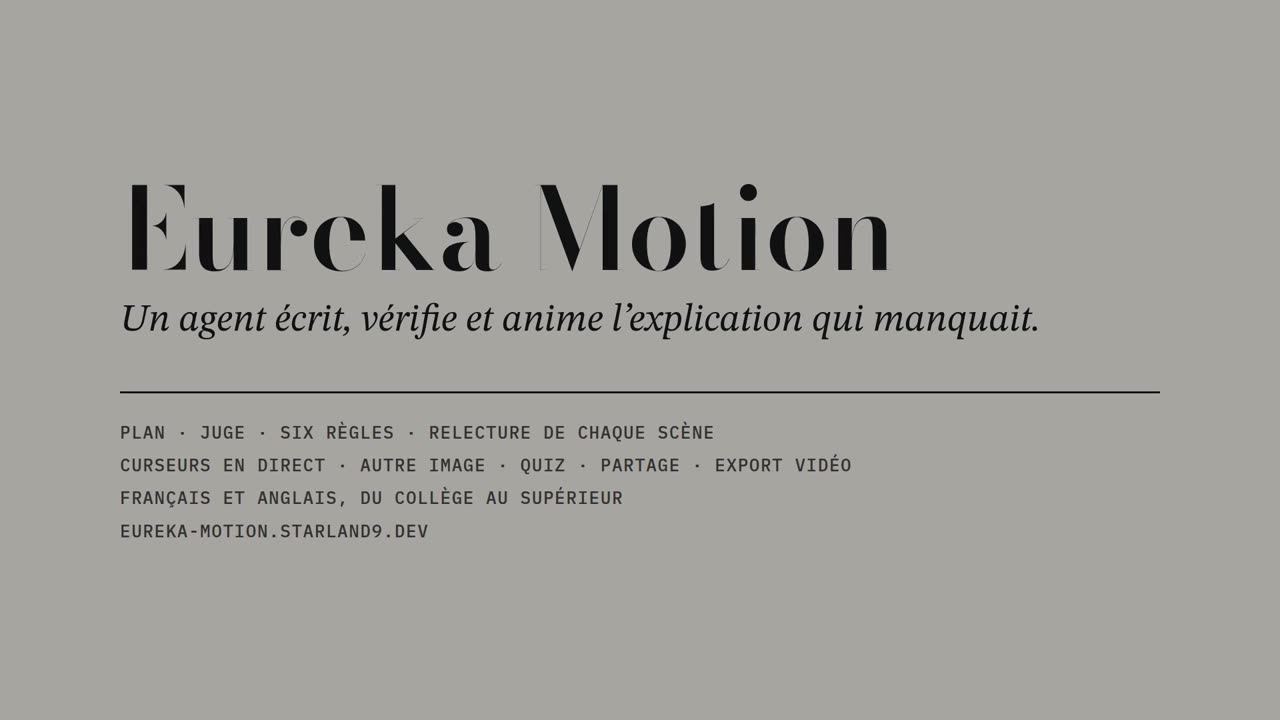 Eureka Motion
Un agent écrit, vérifie et anime l’explication qui manquait.
PLAN · JUGE · SIX RÈGLES · RELECTURE DE CHAQUE SCÈNE
CURSEURS EN DIRECT · AUTRE IMAGE · QUIZ · PARTAGE · EXPORT VIDÉO
FRANÇAIS ET ANGLAIS, DU COLLÈGE AU SUPÉRIEUR
EUREKA-MOTION.STARLAND9.DEV